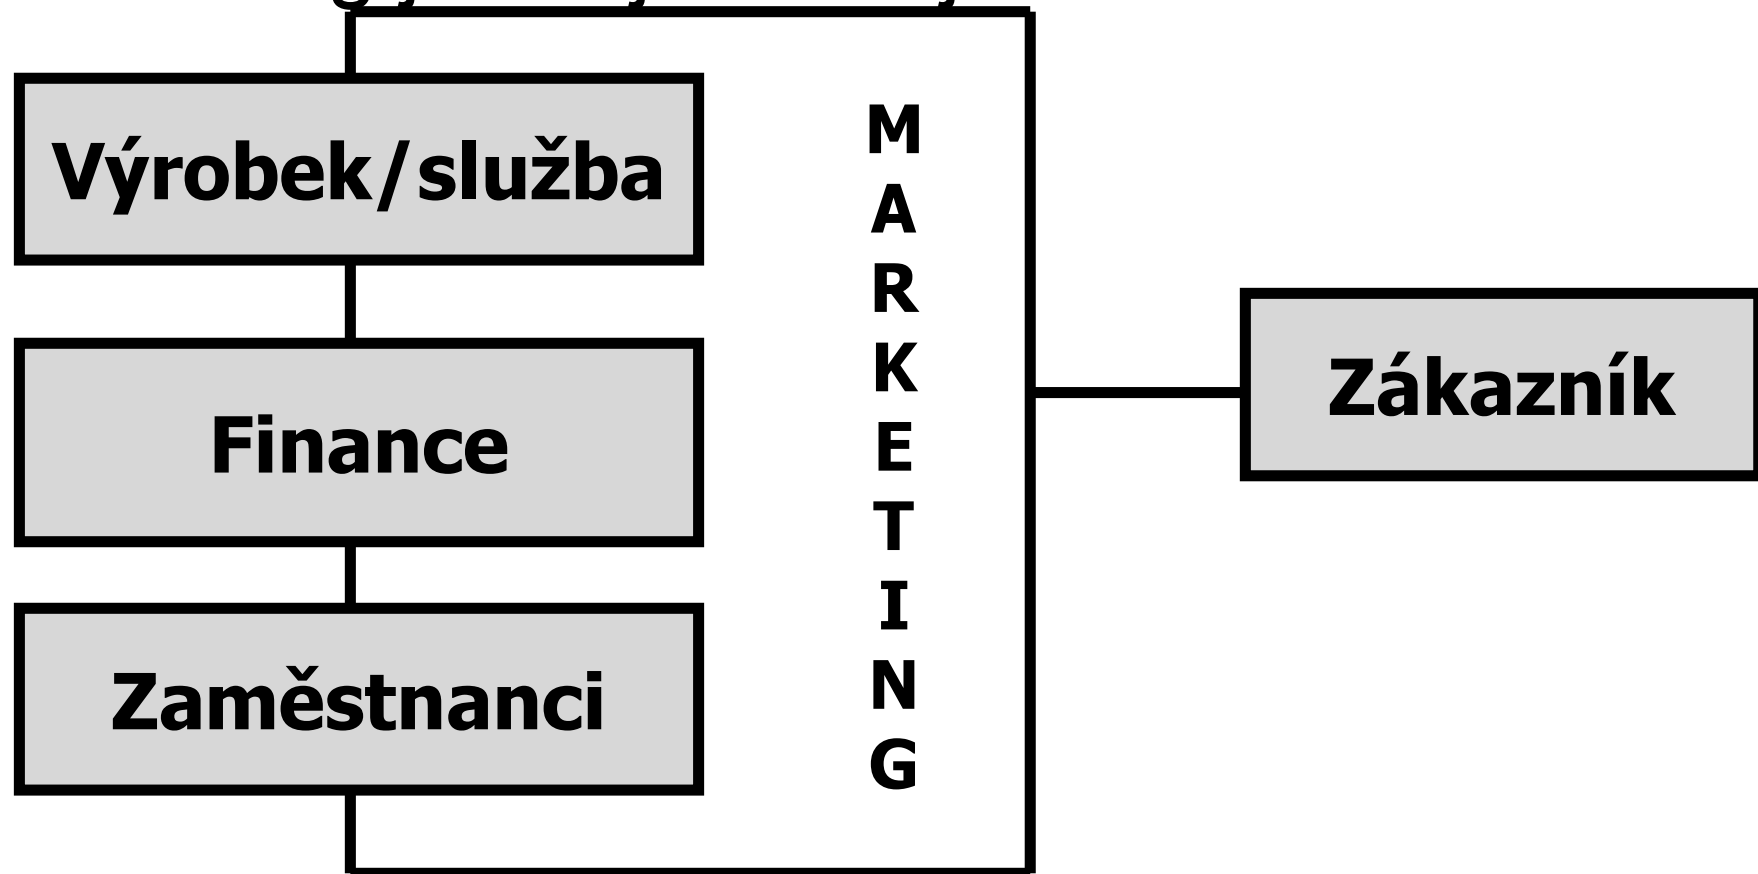 Výrobek/služba
Finance
Zaměstnanci
M
A
R
K
E
T
I
N
G
Zákazník